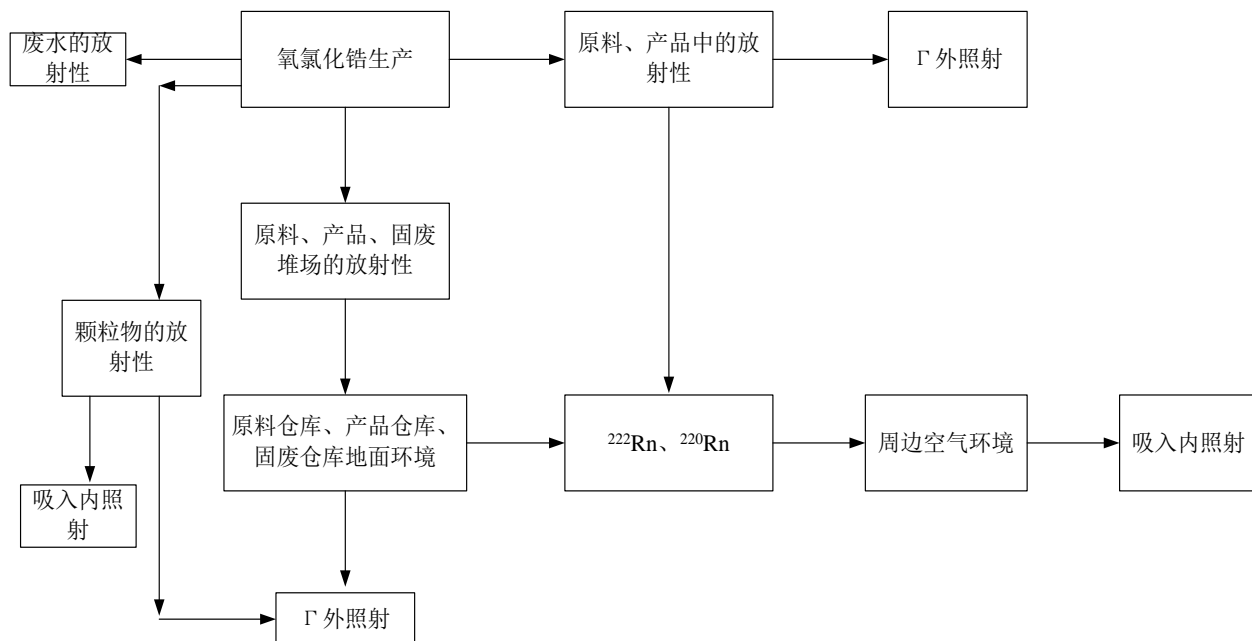 废水的放
射性
氧氯化锆生产
原料、产品中的放
射性
Γ 外照射
原料、产品、固废
堆场的放射性
颗粒物的放
射性
原料仓库、产品仓库、
固废仓库地面环境
²²²Rn、²²⁰Rn
周边空气环境
吸入内照射
吸入内照
射
Γ 外照射